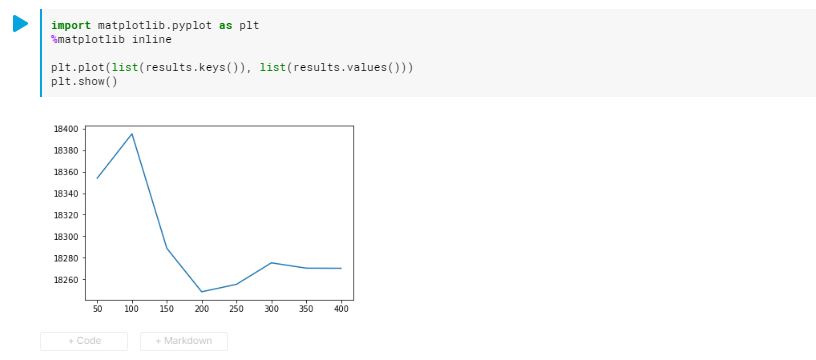 import matplotlib.pyplot as plt
%matplotlib inline
plt.plot(list(results.keys()), list(results.values()))
plt.show()
18400
18380
18360
18340
18320
18300
18280
18260
50 100 150 200 250 300 350 400
+ Code + Markdown